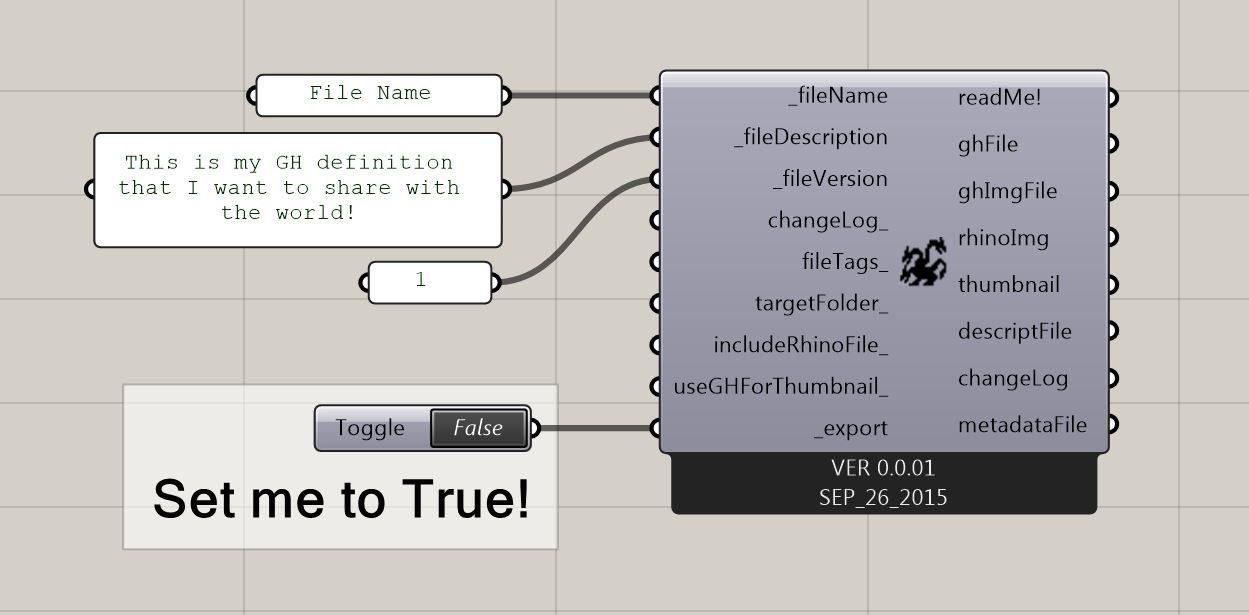 File Name
This is my GH definition
that I want to share with
the world!
1
Toggle False
Set me to True!
_fileName
_fileDescription
_fileVersion
changeLog_
fileTags_
targetFolder_
includeRhinoFile_
useGHForThumbnail_
_export
readMe!
ghFile
ghImgFile
rhinoImg
thumbnail
descriptFile
changeLog
metadataFile
VER 0.0.01
SEP_26_2015